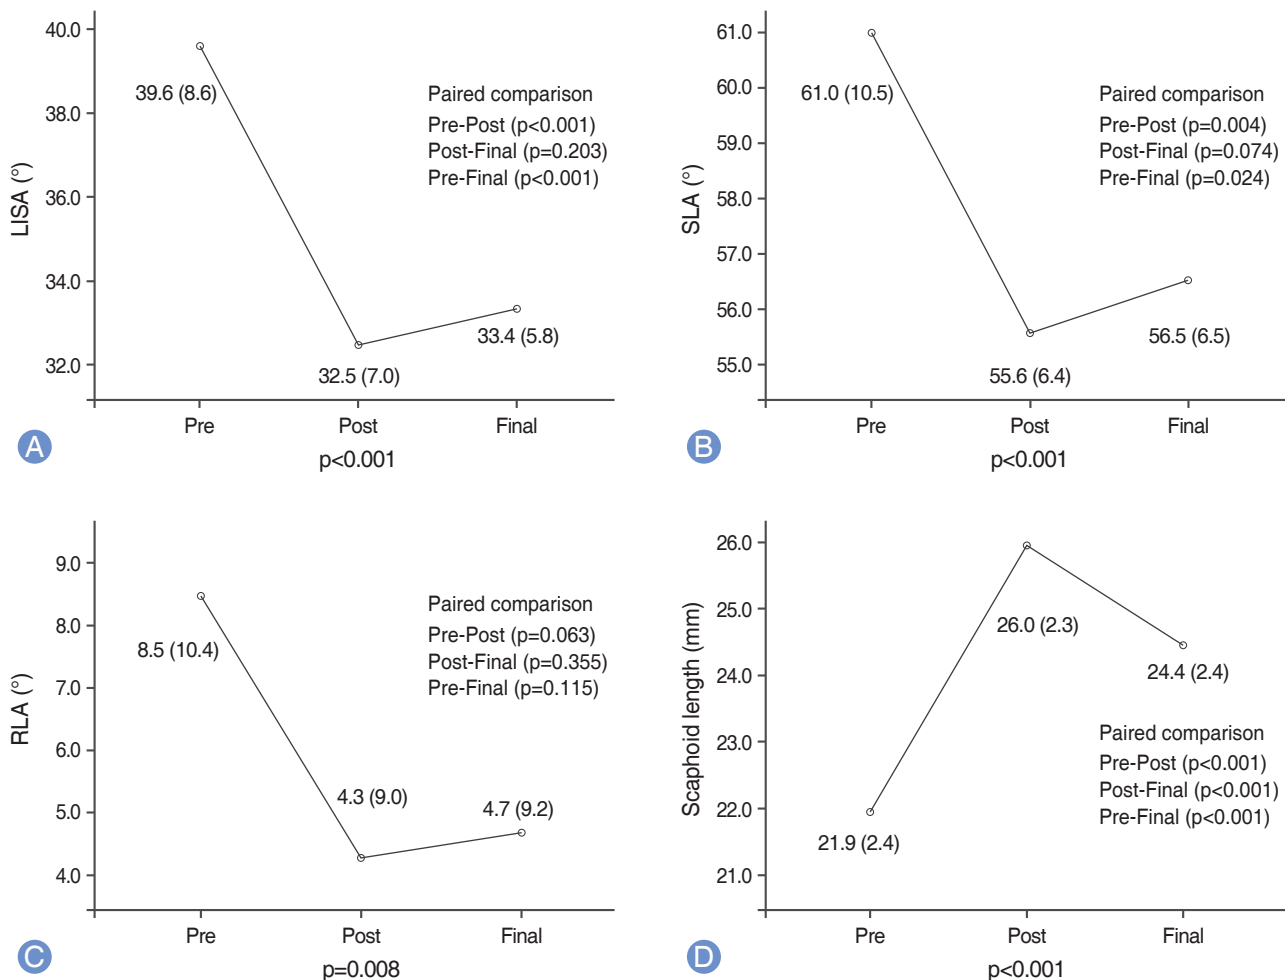 40.0
38.0
36.0
34.0
32.0
LISA (°)
39.6 (8.6)
32.5 (7.0)
33.4 (5.8)
Paired comparison
Pre-Post (p<0.001)
Post-Final (p=0.203)
Pre-Final (p<0.001)
Pre Post Final
A
p<0.001
61.0
60.0
59.0
58.0
57.0
56.0
55.0
SLA (°)
61.0 (10.5)
55.6 (6.4)
56.5 (6.5)
Paired comparison
Pre-Post (p=0.004)
Post-Final (p=0.074)
Pre-Final (p=0.024)
Pre Post Final
B
p<0.001
9.0
8.0
7.0
6.0
5.0
4.0
RLA (°)
8.5 (10.4)
4.3 (9.0)
4.7 (9.2)
Paired comparison
Pre-Post (p=0.063)
Post-Final (p=0.355)
Pre-Final (p=0.115)
Pre Post Final
C
p=0.008
26.0
25.0
24.0
23.0
22.0
21.0
Scaphoid length (mm)
21.9 (2.4)
26.0 (2.3)
24.4 (2.4)
Paired comparison
Pre-Post (p<0.001)
Post-Final (p<0.001)
Pre-Final (p<0.001)
Pre Post Final
D
p<0.001